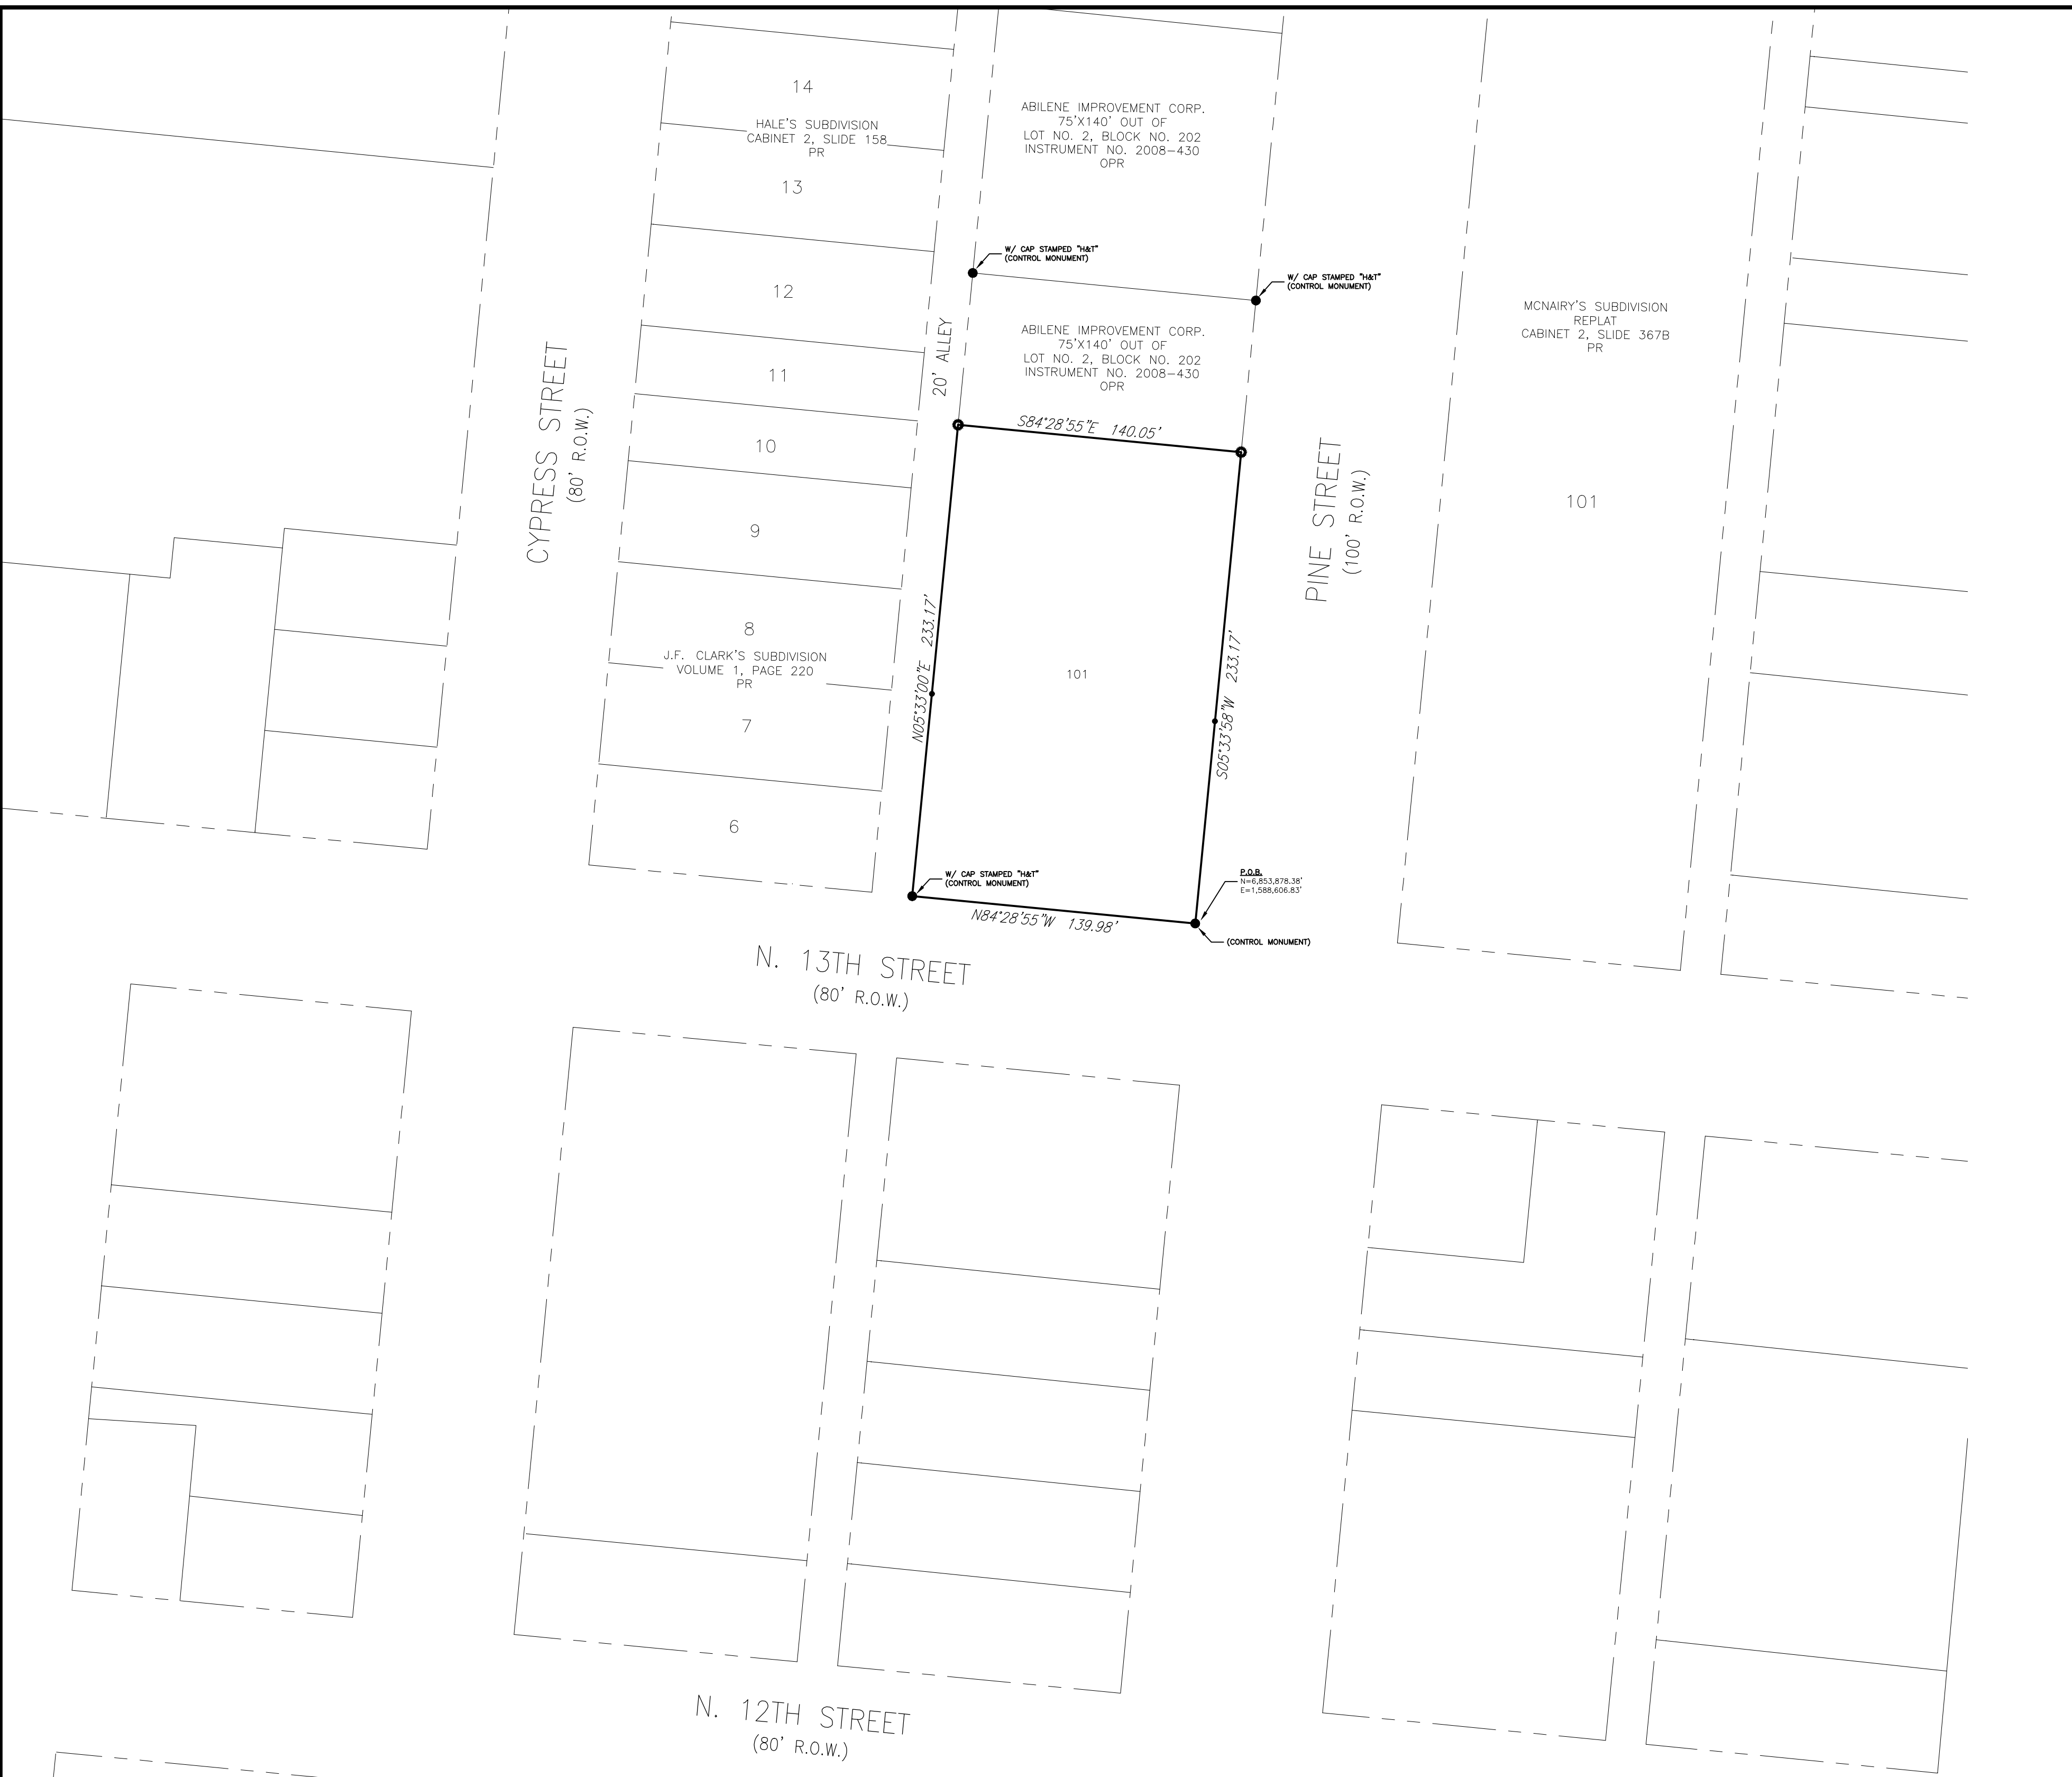 14
HALE'S SUBDIVISION
CABINET 2, SLIDE 158
PR
13
12
11
10
9
8
J.F. CLARK'S SUBDIVISION
VOLUME 1, PAGE 220
PR
7
6
CYPRESS STREET
(80' R.O.W.)
20' ALLEY
ABILENE IMPROVEMENT CORP.
75'X140' OUT OF
LOT NO. 2, BLOCK NO. 202
INSTRUMENT NO. 2008-430
OPR
W/ CAP STAMPED "H&T"
(CONTROL MONUMENT)
W/ CAP STAMPED "H&T"
(CONTROL MONUMENT)
ABILENE IMPROVEMENT CORP.
75'X140' OUT OF
LOT NO. 2, BLOCK NO. 202
INSTRUMENT NO. 2008-430
OPR
S84°28'55"E 140.05'
N05°33'00"E 233.17'
101
S05°33'58"W 233.17'
W/ CAP STAMPED "H&T"
(CONTROL MONUMENT)
N84°28'55"W 139.98'
P.O.B.
N=6,853,878.38'
E=1,588,606.83'
(CONTROL MONUMENT)
PINE STREET
(100' R.O.W.)
MCNAIRY'S SUBDIVISION
REPLAT
CABINET 2, SLIDE 367B
PR
101
N. 13TH STREET
(80' R.O.W.)
N. 12TH STREET
(80' R.O.W.)